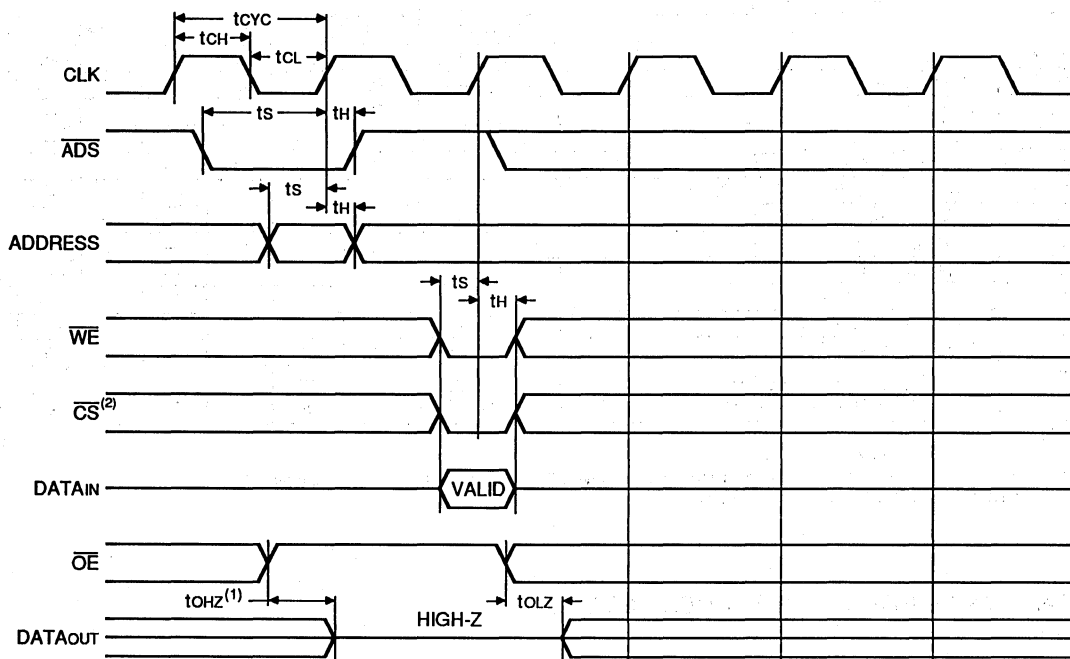 tCYC
tCH
tCL
CLK
tS
tH
ADS
tS
tH
ADDRESS
tS
tH
WE
CS(2)
DATAIN
VALID
OE
tOHZ(1)
tOLZ
HIGH-Z
DATAOUT